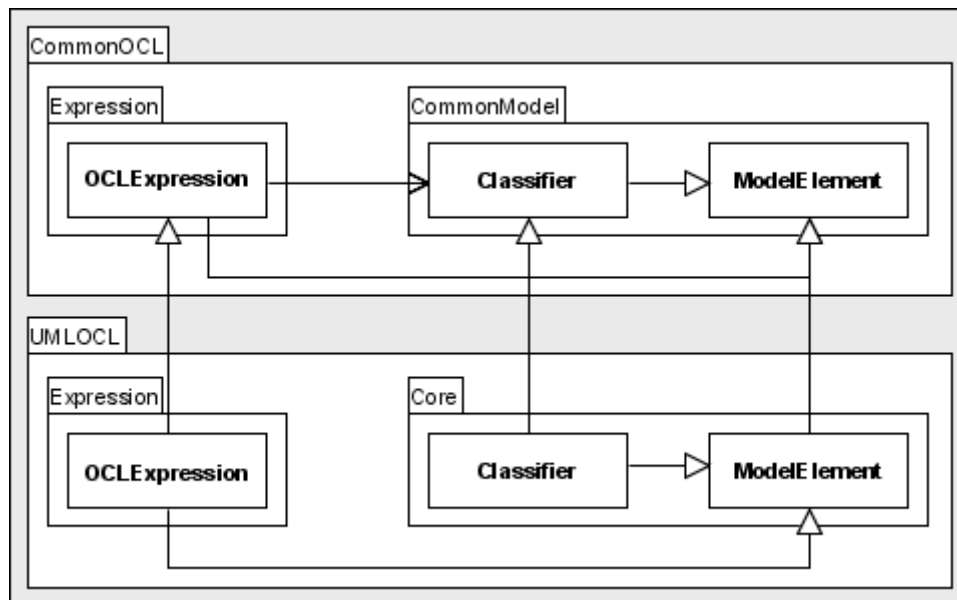 CommonOCL
Expression
CommonModel
OCLExpression
Classifier
ModelElement
UMLOCL
Expression
Core
OCLExpression
Classifier
ModelElement